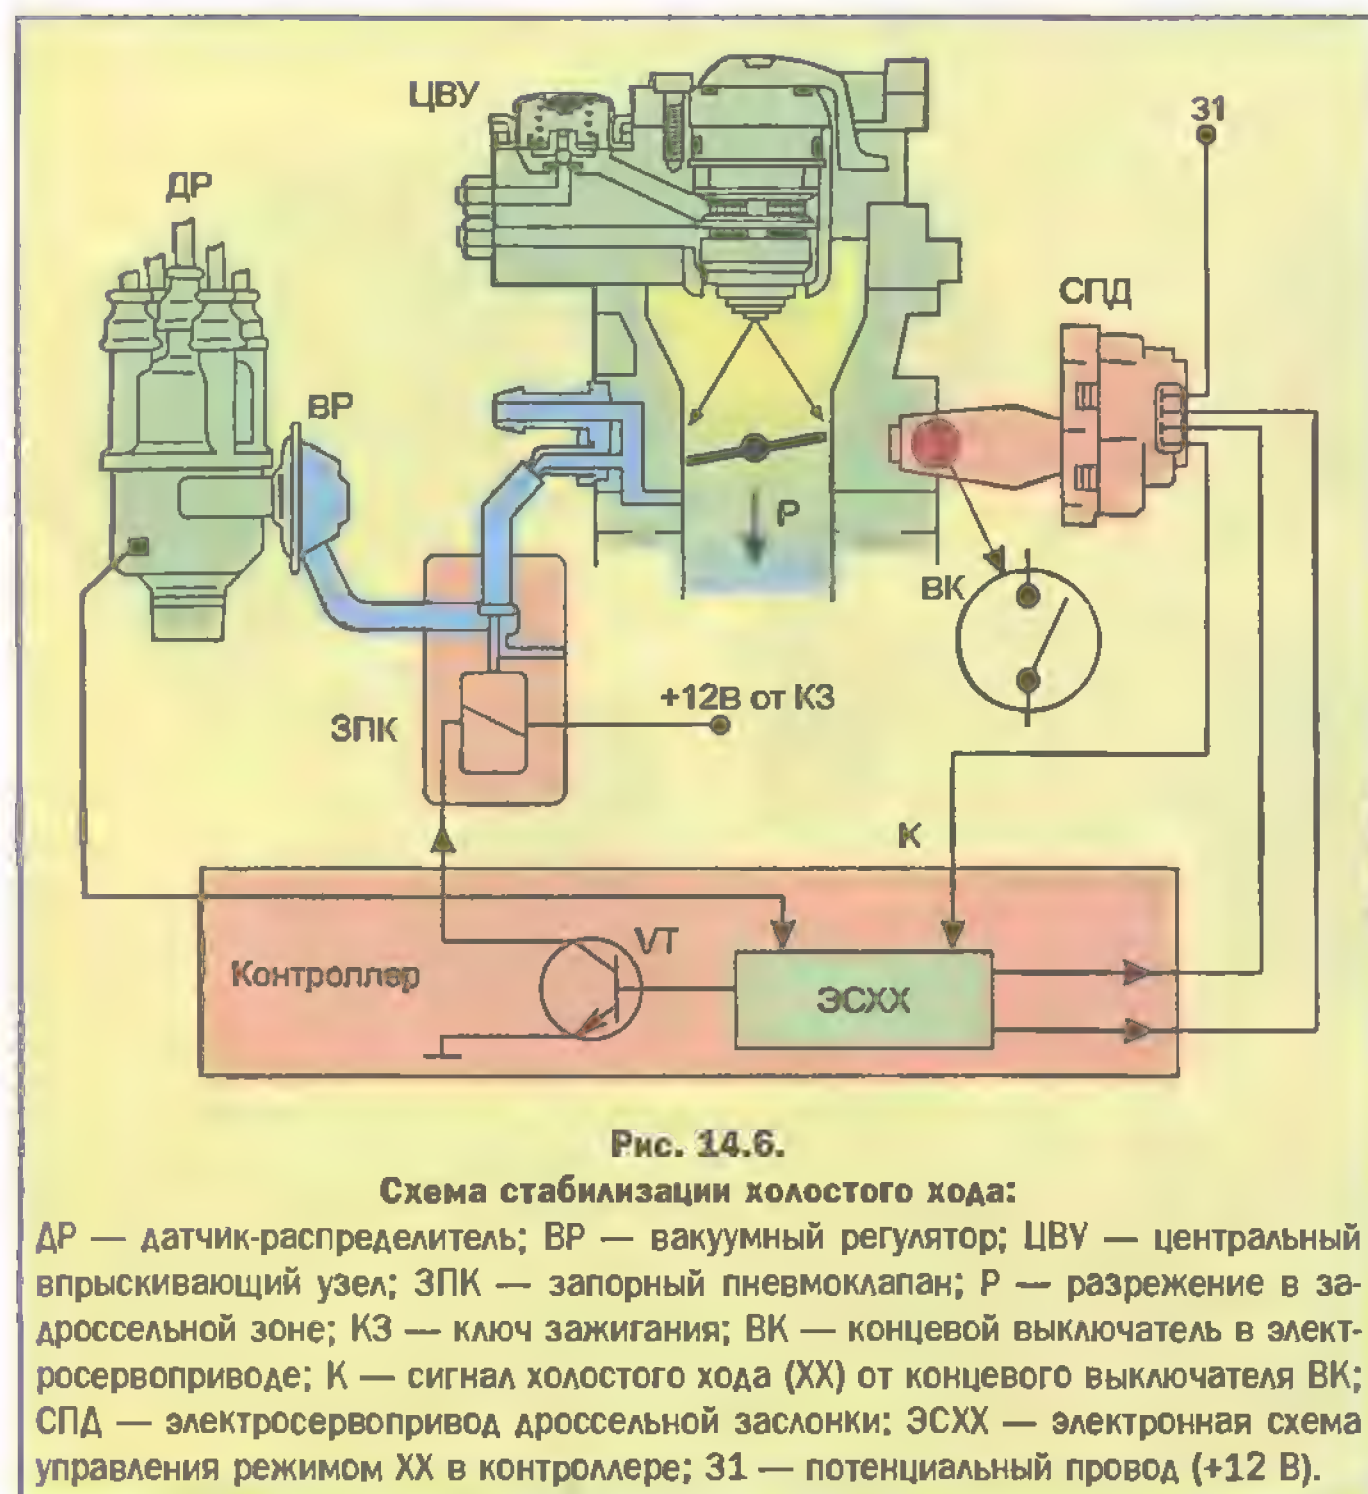 ЦВУ
31
ДР
СПД
ВР
Р
ВК
+12В от КЗ
ЗПК
К
VT
Контроллер
ЭСХХ
Рис. 14.6.
Схема стабилизации холостого хода:
ДР — датчик-распределитель; ВР — вакуумный регулятор; ЦВУ — центральный
впрыскивающий узел; ЗПК — запорный пневмоклапан; Р — разрежение в за-
дроссельной зоне; КЗ — ключ зажигания; ВК — концевой выключатель в элект-
росервоприводе; К — сигнал холостого хода (ХХ) от концевого выключателя ВК;
СПД — электросервопривод дроссельной заслонки; ЭСХХ — электронная схема
управления режимом ХХ в контроллере; 31 — потенциальный провод (+12 В).